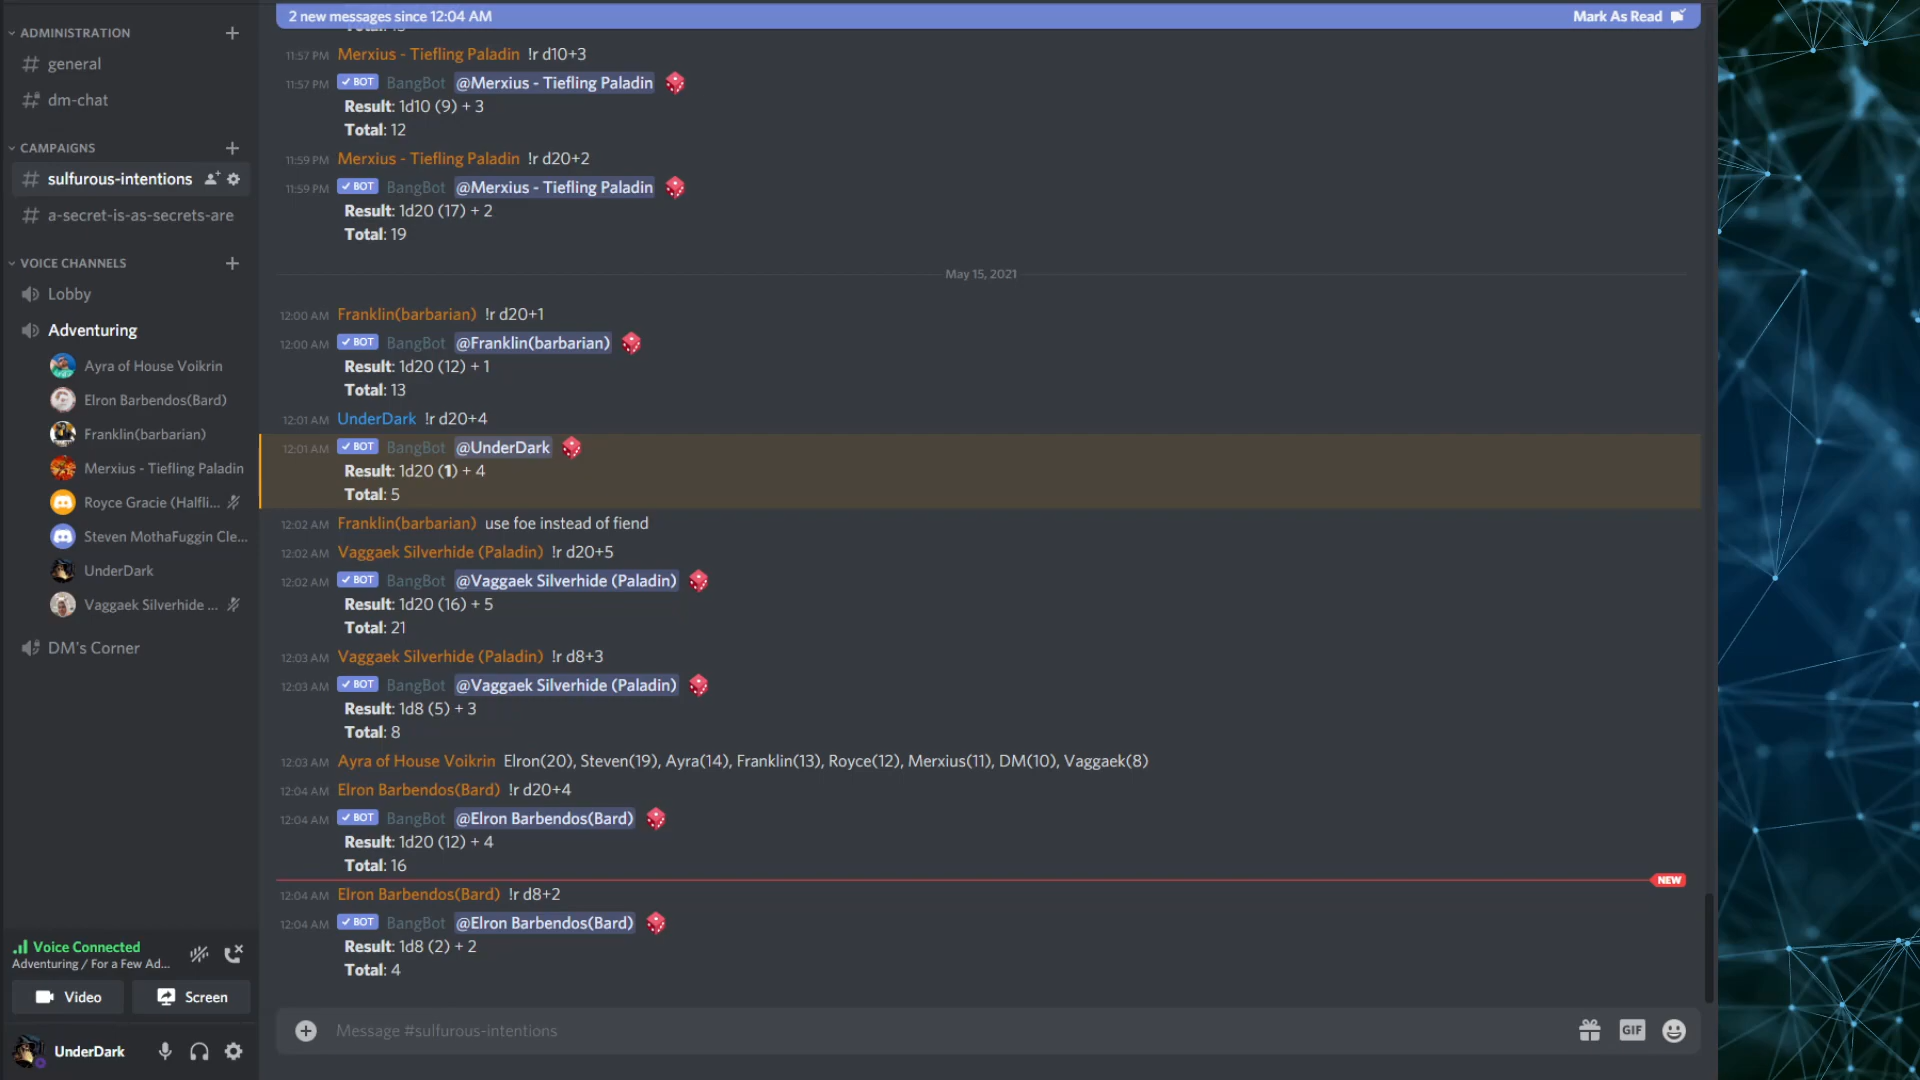 ADMINISTRATION
general
dm-chat
CAMPAIGNS
sulfurous-intentions
a-secret-is-as-secrets-are
VOICE CHANNELS
Lobby
Adventuring
Ayra of House Voikrin
Elron Barbendos(Bard)
Franklin(barbarian)
Merxius - Tiefling Paladin
Royce Gracie (Halfli...
Steven MothaFuggin Cle...
UnderDark
Vaggaek Silverhide ...
DM's Corner
Voice Connected
Adventuring / For a Few Ad...
Video Screen
UnderDark
2 new messages since 12:04 AM Mark As Read
11:57 PM Merxius - Tiefling Paladin !r d10+3
11:57 PM BOT BangBot @Merxius - Tiefling Paladin
Result: 1d10 (9) + 3
Total: 12
11:59 PM Merxius - Tiefling Paladin !r d20+2
11:59 PM BOT BangBot @Merxius - Tiefling Paladin
Result: 1d20 (17) + 2
Total: 19
May 15, 2021
12:00 AM Franklin(barbarian) !r d20+1
12:00 AM BOT BangBot @Franklin(barbarian)
Result: 1d20 (12) + 1
Total: 13
12:01 AM UnderDark !r d20+4
12:01 AM BOT BangBot @UnderDark
Result: 1d20 (1) + 4
Total: 5
12:02 AM Franklin(barbarian) use foe instead of fiend
12:02 AM Vaggaek Silverhide (Paladin) !r d20+5
12:02 AM BOT BangBot @Vaggaek Silverhide (Paladin)
Result: 1d20 (16) + 5
Total: 21
12:03 AM Vaggaek Silverhide (Paladin) !r d8+3
12:03 AM BOT BangBot @Vaggaek Silverhide (Paladin)
Result: 1d8 (5) + 3
Total: 8
12:03 AM Ayra of House Voikrin Elron(20), Steven(19), Ayra(14), Franklin(13), Royce(12), Merxius(11), DM(10), Vaggaek(8)
12:04 AM Elron Barbendos(Bard) !r d20+4
12:04 AM BOT BangBot @Elron Barbendos(Bard)
Result: 1d20 (12) + 4
Total: 16
NEW
12:04 AM Elron Barbendos(Bard) !r d8+2
12:04 AM BOT BangBot @Elron Barbendos(Bard)
Result: 1d8 (2) + 2
Total: 4
Message #sulfurous-intentions
GIF